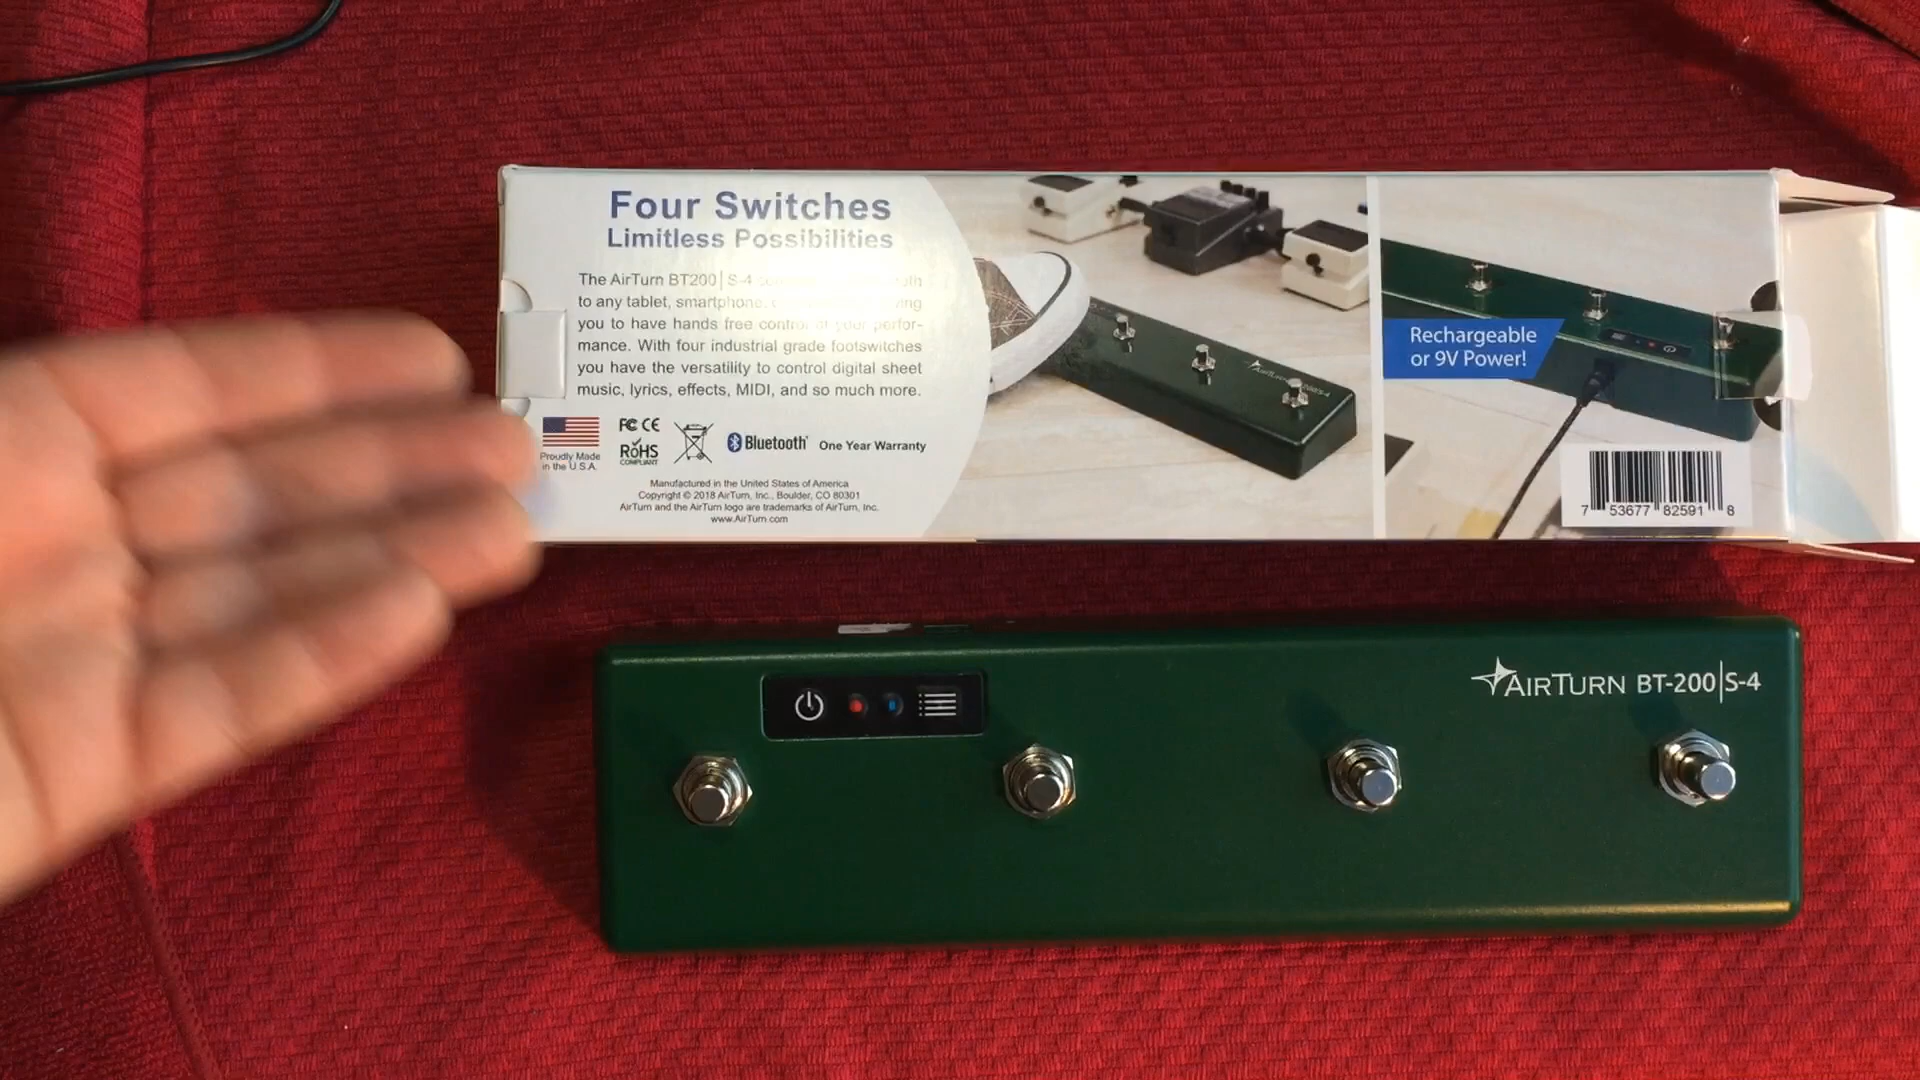 Four Switches
Limitless Possibilities
The AirTurn BT200|S-4
to any tablet, smartphone,
you to have hands free control of your perfor-
mance. With four industrial grade footswitches
you have the versatility to control digital sheet
music, lyrics, effects, MIDI, and so much more.
Proudly Made
in the U.S.A.
FC CE
RoHS
COMPLIANT
Bluetooth
One Year Warranty
Manufactured in the United States of America
Copyright © 2018 AirTurn, Inc., Boulder, CO 80301
AirTurn and the AirTurn logo are trademarks of AirTurn, Inc.
www.AirTurn.com
Rechargeable
or 9V Power!
7 53677 82591 8
AIRTURN BT-200|S-4